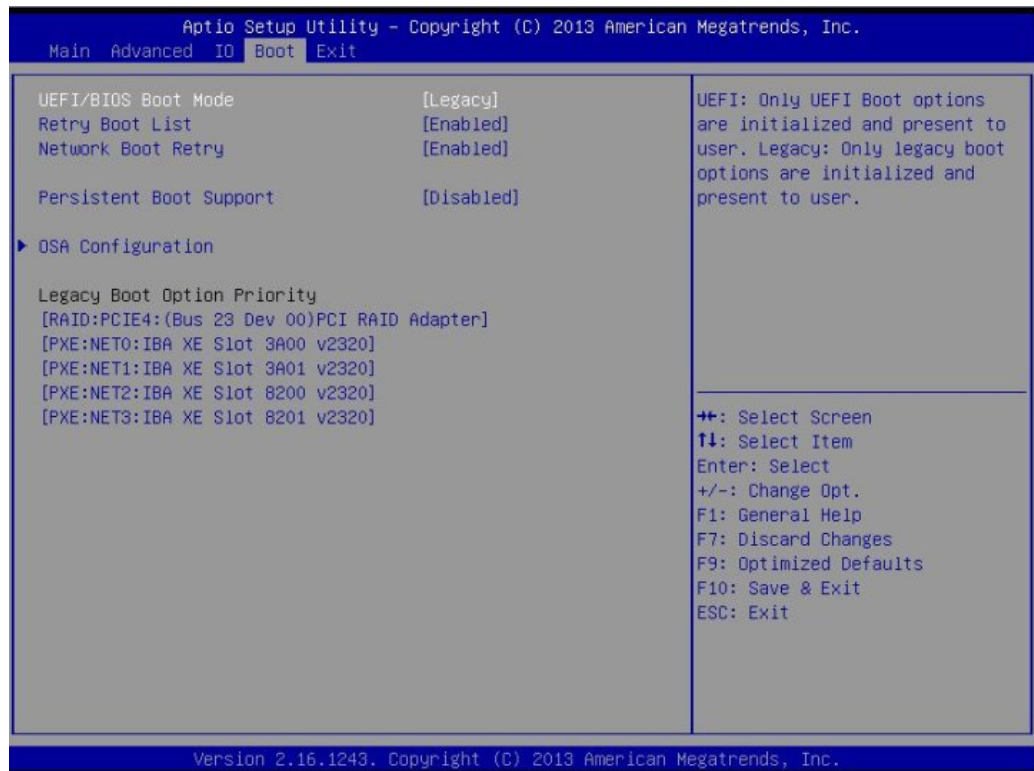 Aptio Setup Utility – Copyright (C) 2013 American Megatrends, Inc.
Main Advanced IO Boot Exit
UEFI/BIOS Boot Mode [Legacy]
Retry Boot List [Enabled]
Network Boot Retry [Enabled]
Persistent Boot Support [Disabled]
OSA Configuration
Legacy Boot Option Priority
[RAID:PCIE4:(Bus 23 Dev 00)PCI RAID Adapter]
[PXE:NET0:IBA XE Slot 3A00 v2320]
[PXE:NET1:IBA XE Slot 3A01 v2320]
[PXE:NET2:IBA XE Slot 8200 v2320]
[PXE:NET3:IBA XE Slot 8201 v2320]
UEFI: Only UEFI Boot options
are initialized and present to
user. Legacy: Only legacy boot
options are initialized and
present to user.
→←: Select Screen
↑↓: Select Item
Enter: Select
+/-: Change Opt.
F1: General Help
F7: Discard Changes
F9: Optimized Defaults
F10: Save & Exit
ESC: Exit
Version 2.16.1243. Copyright (C) 2013 American Megatrends, Inc.